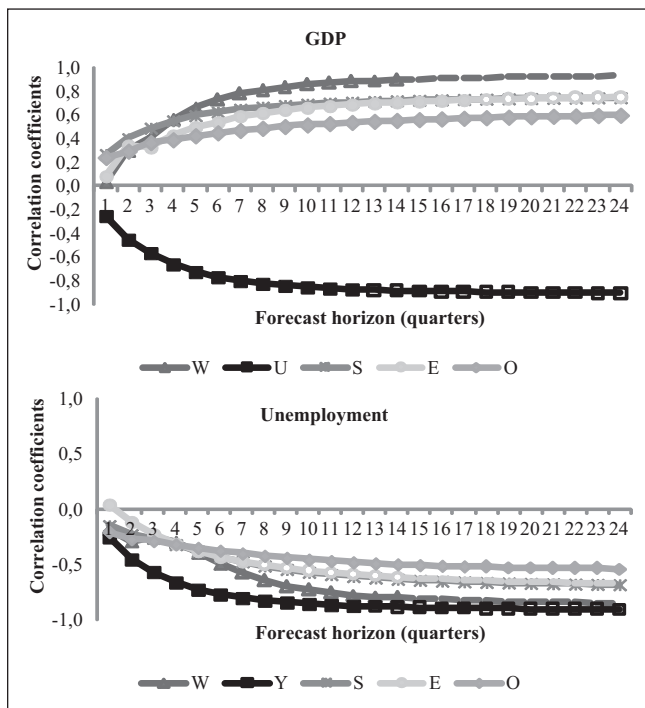 GDP
Correlation coefficients
1,0
0,8
0,6
0,4
0,2
0,0
-0,2
-0,4
-0,6
-0,8
-1,0
1 2 3 4 5 6 7 8 9 10 11 12 13 14 15 16 17 18 19 20 21 22 23 24
Forecast horizon (quarters)
W U S E O
Unemployment
Correlation coefficients
1,0
0,5
0,0
-0,5
-1,0
1 2 3 4 5 6 7 8 9 10 11 12 13 14 15 16 17 18 19 20 21 22 23 24
Forecast horizon (quarters)
W Y S E O